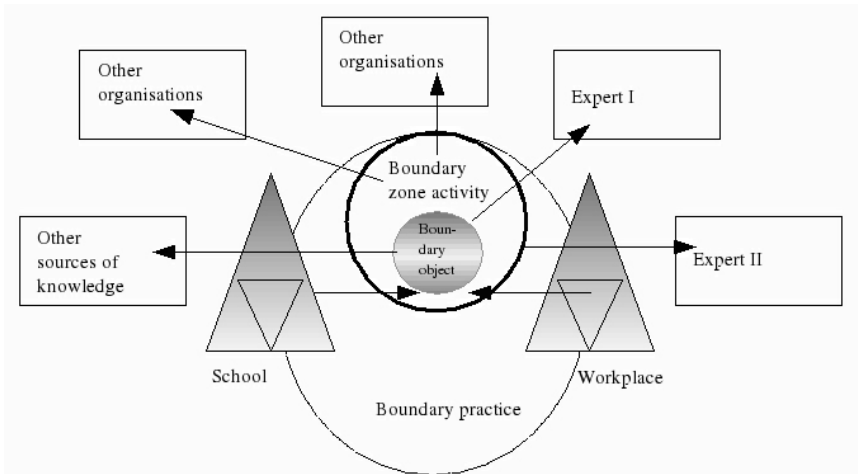 Other
organisations
Other
organisations
Expert I
Boundary
zone activity
Boun-
dary
object
Other
sources of
knowledge
Expert II
School
Workplace
Boundary practice